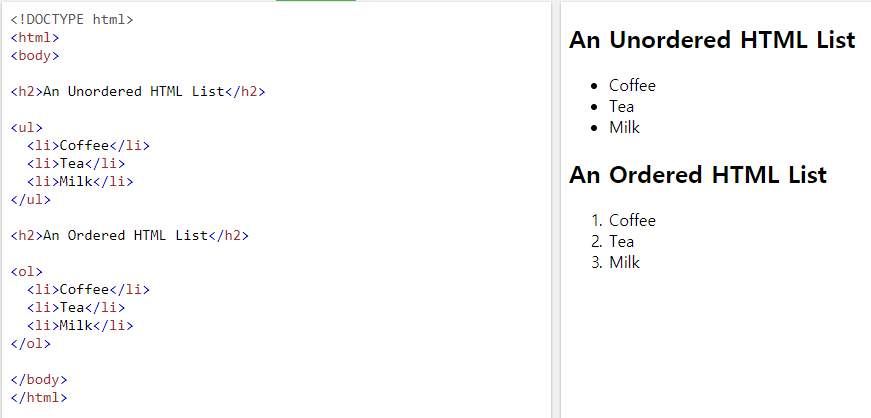 <!DOCTYPE html>
<html>
<body>
<h2>An Unordered HTML List</h2>
<ul>
<li>Coffee</li>
<li>Tea</li>
<li>Milk</li>
</ul>
<h2>An Ordered HTML List</h2>
<ol>
<li>Coffee</li>
<li>Tea</li>
<li>Milk</li>
</ol>
</body>
</html>
An Unordered HTML List
• Coffee
• Tea
• Milk
An Ordered HTML List
1. Coffee
2. Tea
3. Milk